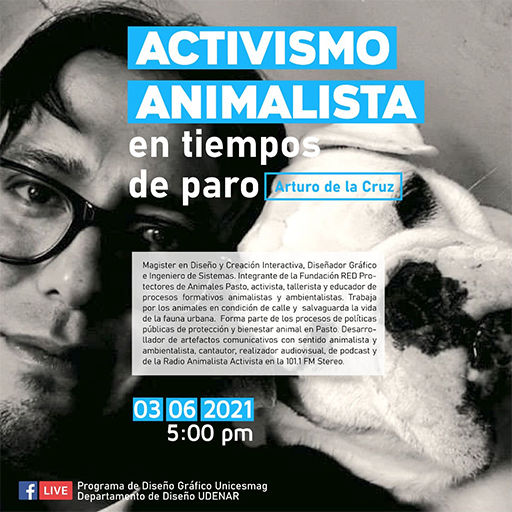 ACTIVISMO
ANIMALISTA
en tiempos
de paro
Arturo de la Cruz
Magister en Diseño y Creación Interactiva, Diseñador Gráfico
e Ingeniero de Sistemas. Integrante de la Fundación RED Pro-
tectores de Animales Pasto, activista, tallerista y educador de
procesos formativos animalistas y ambientalistas. Trabaja
por los animales en condición de calle y salvaguarda la vida
de la fauna urbana. Forma parte de los procesos de políticas
públicas de protección y bienestar animal en Pasto. Desarro-
llador de artefactos comunicativos con sentido animalista y
ambientalista, cantautor, realizador audiovisual, de podcast y
de la Radio Animalista Activista en la 101.1 FM Stereo.
03 06 2021
5:00 pm
f LIVE
Programa de Diseño Gráfico Unicesmag
Departamento de Diseño UDENAR